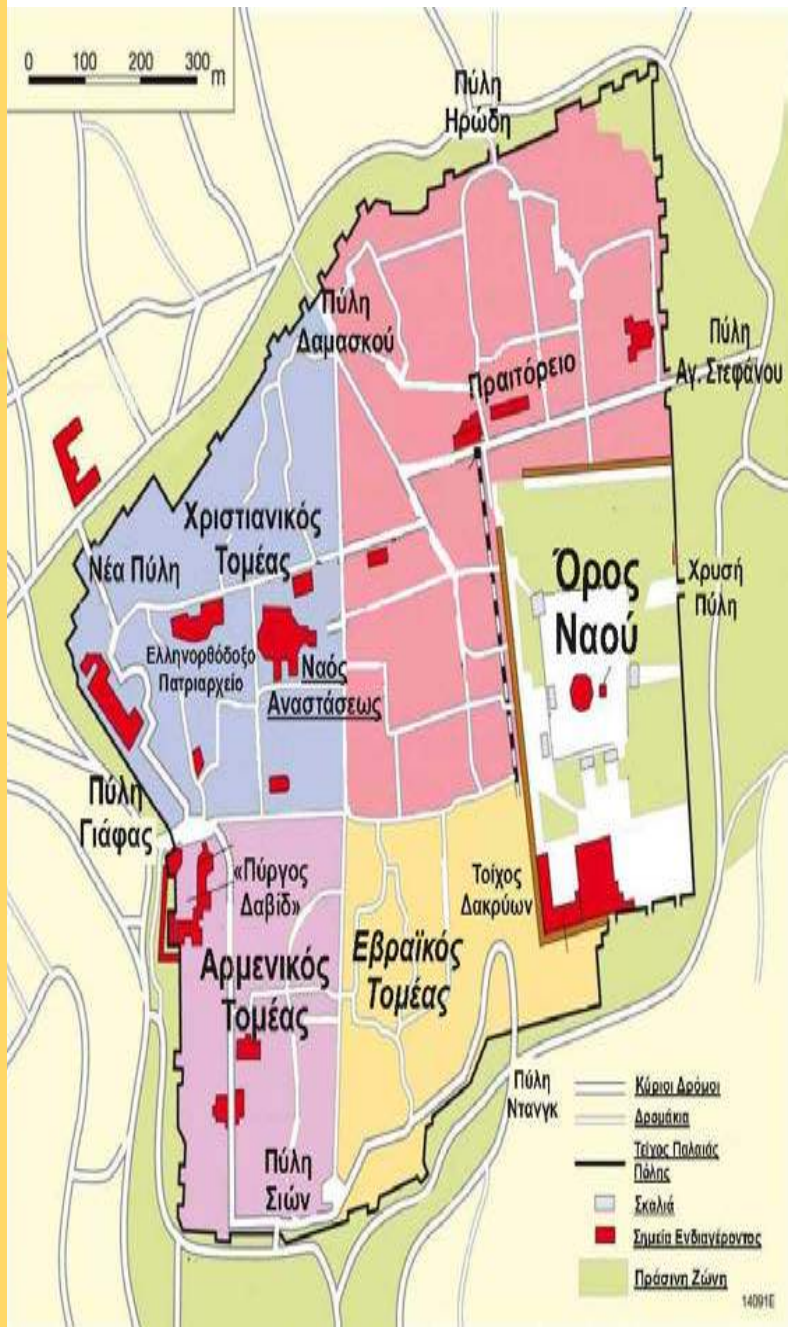 0 100 200 300 m
Πύλη
Ηρώδη
Πύλη
Δαμασκού
Πύλη
Αγ. Στεφάνου
Πραιτόρειο
Χριστιανικός
Τομέας
Νέα Πύλη
Όρος
Ναού
Χρυσή
Πύλη
Ελληνορθόδοξο
Πατριαρχείο
Ναός
Αναστάσεως
Πύλη
Γιάφας
«Πύργος
Δαβίδ»
Τοίχος
Δακρύων
Αρμενικός
Τομέας
Εβραϊκός
Τομέας
Πύλη
Ντανγκ
Πύλη
Σιών
Κύριοι Δρόμοι
Δρομάκια
Τείχος Παλαιάς
Πόλης
Σκαλιά
Σημεία Ενδιαγέροντος
Πράσινη Ζώνη
14091E